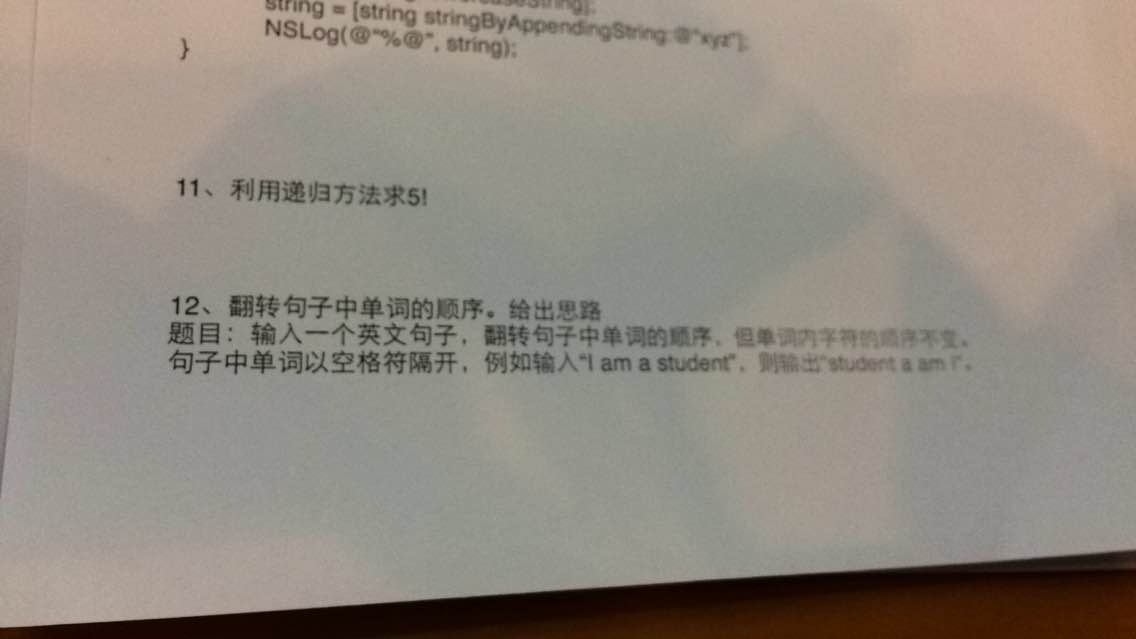 string = [string stringByAppendingString:@"xyz"];
NSLog(@"%@", string);
}
11、利用递归方法求5!
12、翻转句子中单词的顺序。给出思路
题目：输入一个英文句子，翻转句子中单词的顺序，但单词内字符的顺序不变。
句子中单词以空格符隔开，例如输入"I am a student"，则输出"student a am I"。